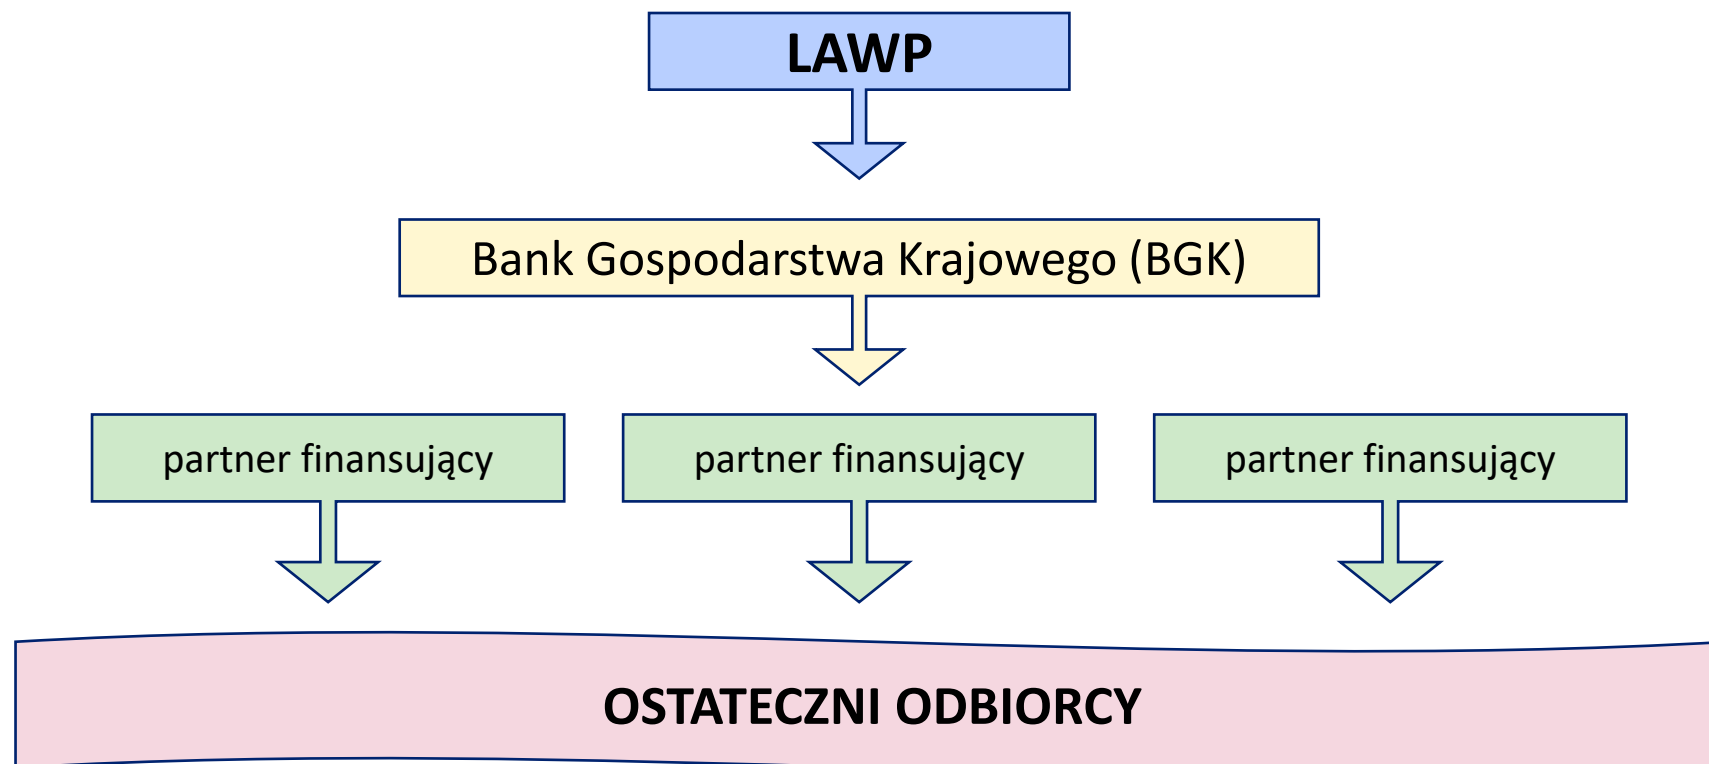 LAWP
Bank Gospodarstwa Krajowego (BGK)
partner finansujący
partner finansujący
partner finansujący
OSTATECZNI ODBIORCY